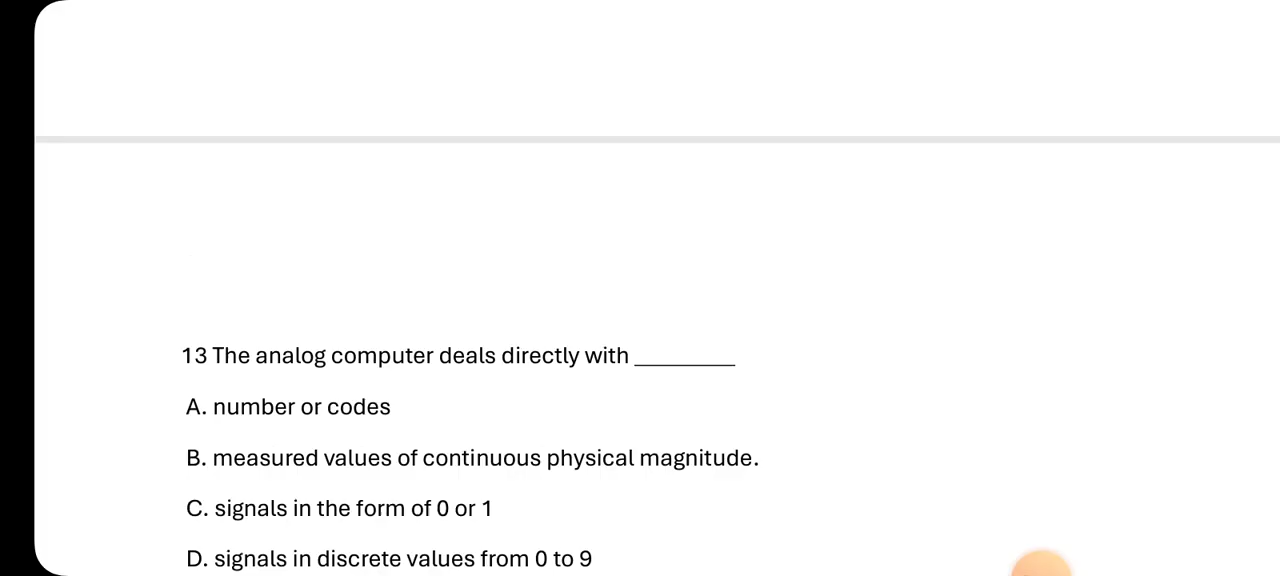 13 The analog computer deals directly with _________
A. number or codes
B. measured values of continuous physical magnitude.
C. signals in the form of 0 or 1
D. signals in discrete values from 0 to 9